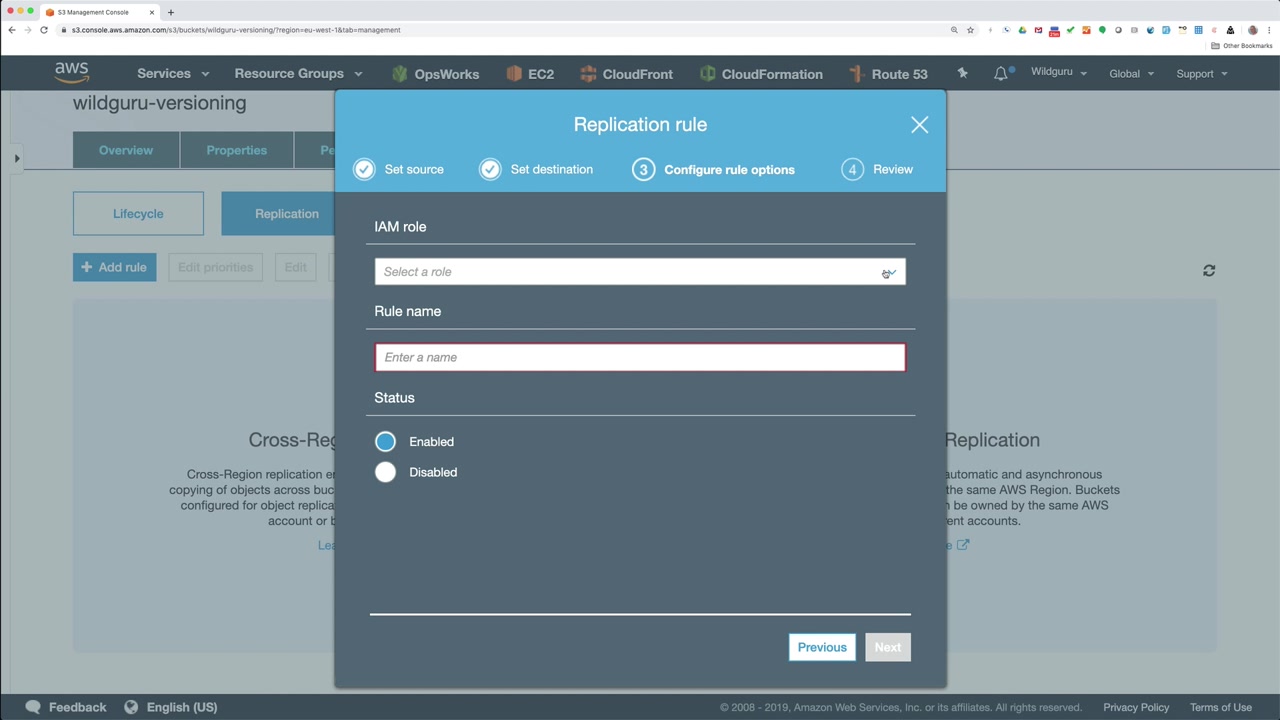 S3 Management Console
s3.console.aws.amazon.com/s3/buckets/wildguru-versioning/?region=eu-west-1&tab=management
Other Bookmarks
aws
Services
Resource Groups
OpsWorks
EC2
CloudFront
CloudFormation
Route 53
Wildguru
Global
Support
wildguru-versioning
Overview
Properties
Pe
Lifecycle
Replication
+ Add rule
Edit priorities
Edit
Replication rule
Set source
Set destination
3 Configure rule options
4 Review
IAM role
Select a role
Rule name
Enter a name
Status
Enabled
Disabled
Previous
Next
Cross-Reg
Cross-Region replication en
copying of objects across buc
configured for object replica
account or b
Lea
Replication
automatic and asynchronous
the same AWS Region. Buckets
n be owned by the same AWS
ent accounts.
e
Feedback
English (US)
© 2008 - 2019, Amazon Web Services, Inc. or its affiliates. All rights reserved.
Privacy Policy
Terms of Use